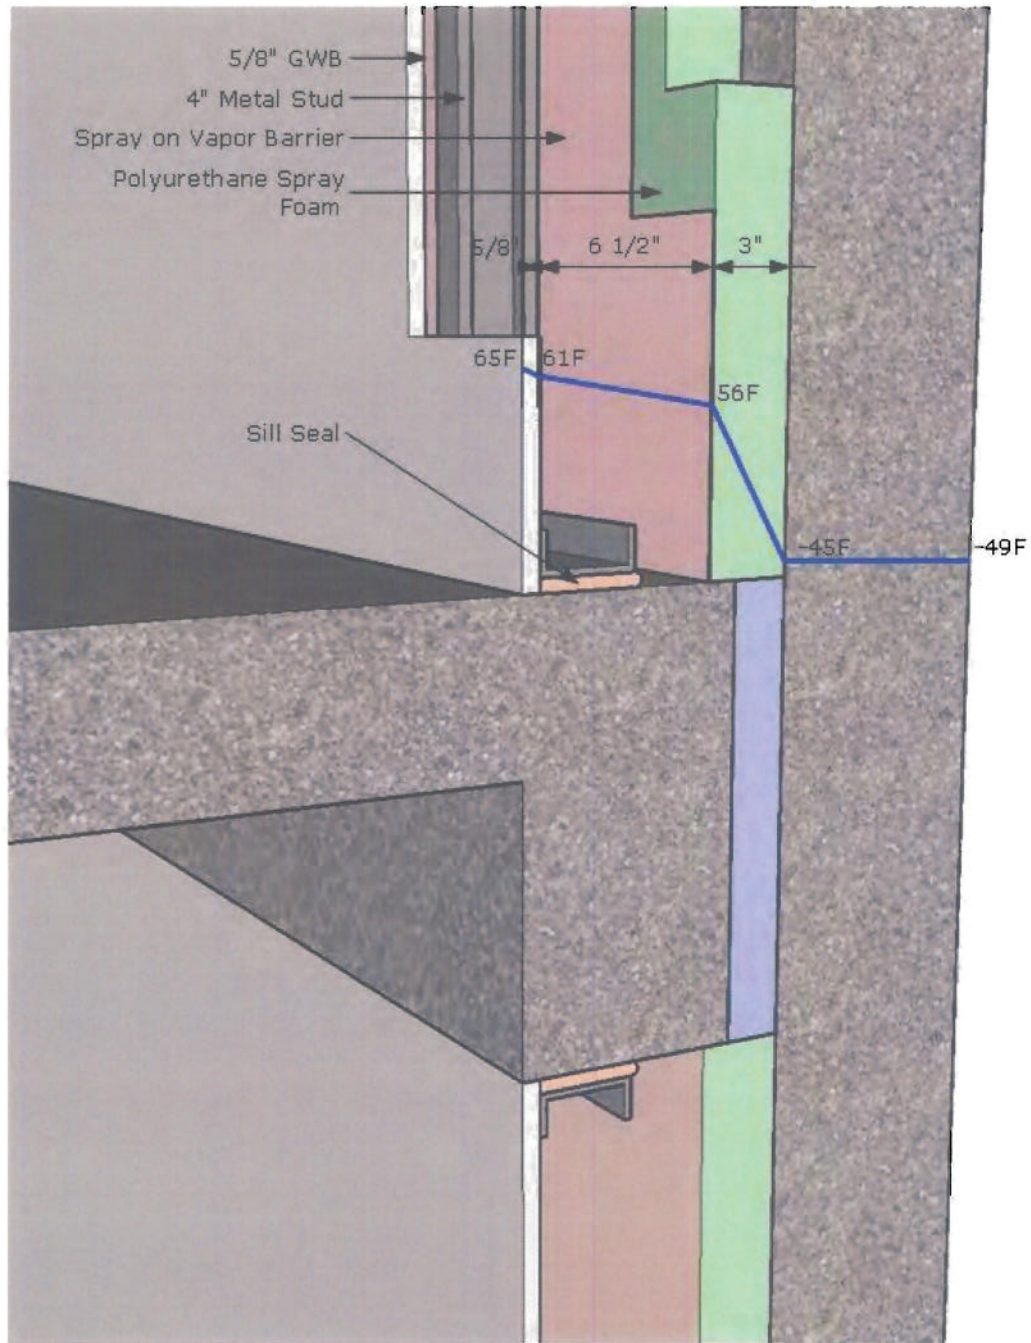 5/8" GWB
4" Metal Stud
Spray on Vapor Barrier
Polyurethane Spray
Foam
5/8" 6 1/2" 3"
65F 61F
56F
Sill Seal
-45F -49F